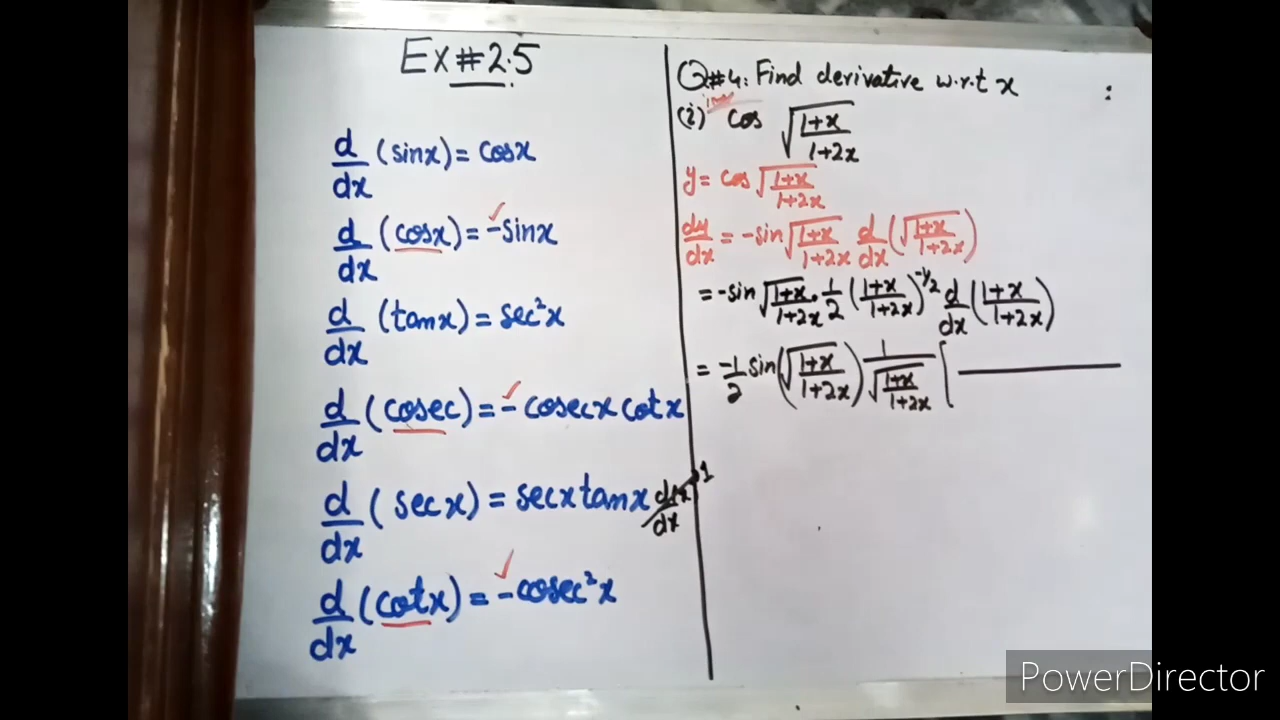 Ex#2.5
d/dx (sinx) = cosx
d/dx (cosx) = -sinx
d/dx (tanx) = sec²x
d/dx (cosec) = -cosecx cotx
d/dx (secx) = secx tanx dx/dx 1
d/dx (cotx) = -cosec²x
Q#4: Find derivative w.r.t x :
(i) cos √((1+x)/(1+2x))
y = cos √((1+x)/(1+2x))
dy/dx = -sin √((1+x)/(1+2x)) d/dx (√((1+x)/(1+2x)))
= -sin √((1+x)/(1+2x)) · 1/2 ((1+x)/(1+2x))^(-1/2) d/dx ((1+x)/(1+2x))
= -1/2 sin (√((1+x)/(1+2x))) 1/√((1+x)/(1+2x)) [
PowerDirector